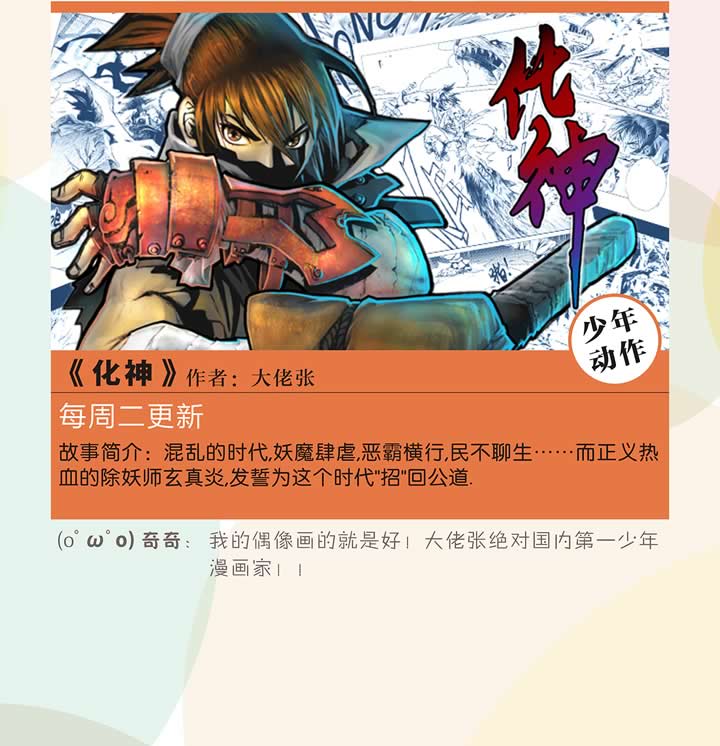 化神
少年
动作
《化神》作者：大佬张
每周二更新
故事简介：混乱的时代,妖魔肆虐,恶霸横行,民不聊生……而正义热
血的除妖师玄真炎,发誓为这个时代"招"回公道.
(o゜ω゜o)奇奇：我的偶像画的就是好！大佬张绝对国内第一少年
漫画家！！